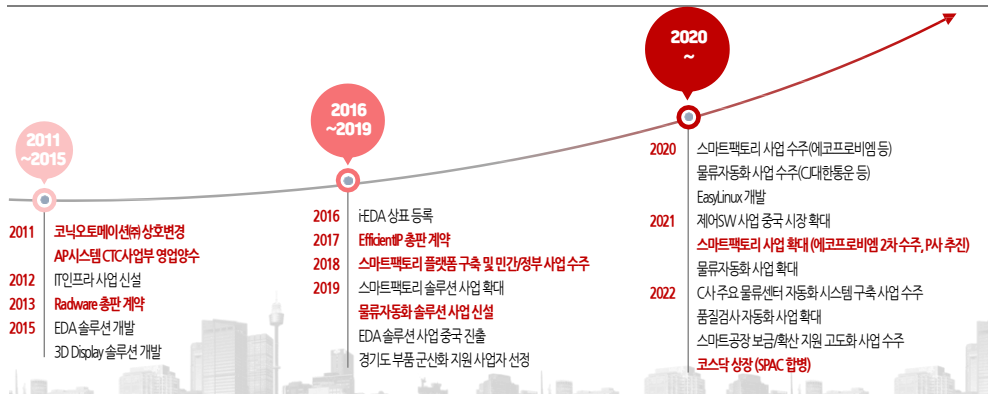 2011
~2015
2011 코닉오토메이션㈜ 상호변경
AP시스템 CTC사업부 영업양수
2012 IT인프라 사업 신설
2013 Radware 총판 계약
2015 EDA 솔루션 개발
3D Display 솔루션 개발
2016
~2019
2016 i-EDA 상표 등록
2017 EfficientIP 총판 계약
2018 스마트팩토리 플랫폼 구축 및 민간/정부 사업 수주
2019 스마트팩토리 솔루션 사업 확대
물류자동화 솔루션 사업 신설
EDA 솔루션 사업 중국 진출
경기도 부품 군산화 지원 사업자 선정
2020
~
2020 스마트팩토리 사업 수주(에코프로비엠 등)
물류자동화 사업 수주(CJ대한통운 등)
EasyLinux 개발
2021 제어SW 사업 중국 시장 확대
스마트팩토리 사업 확대 (에코프로비엠 2차 수주, P사 추진)
물류자동화 사업 확대
2022 C사 주요 물류센터 자동화 시스템 구축 사업 수주
품질검사 자동화 사업 확대
스마트공장 보금/확산 지원 고도화 사업 수주
코스닥 상장 (SPAC 합병)